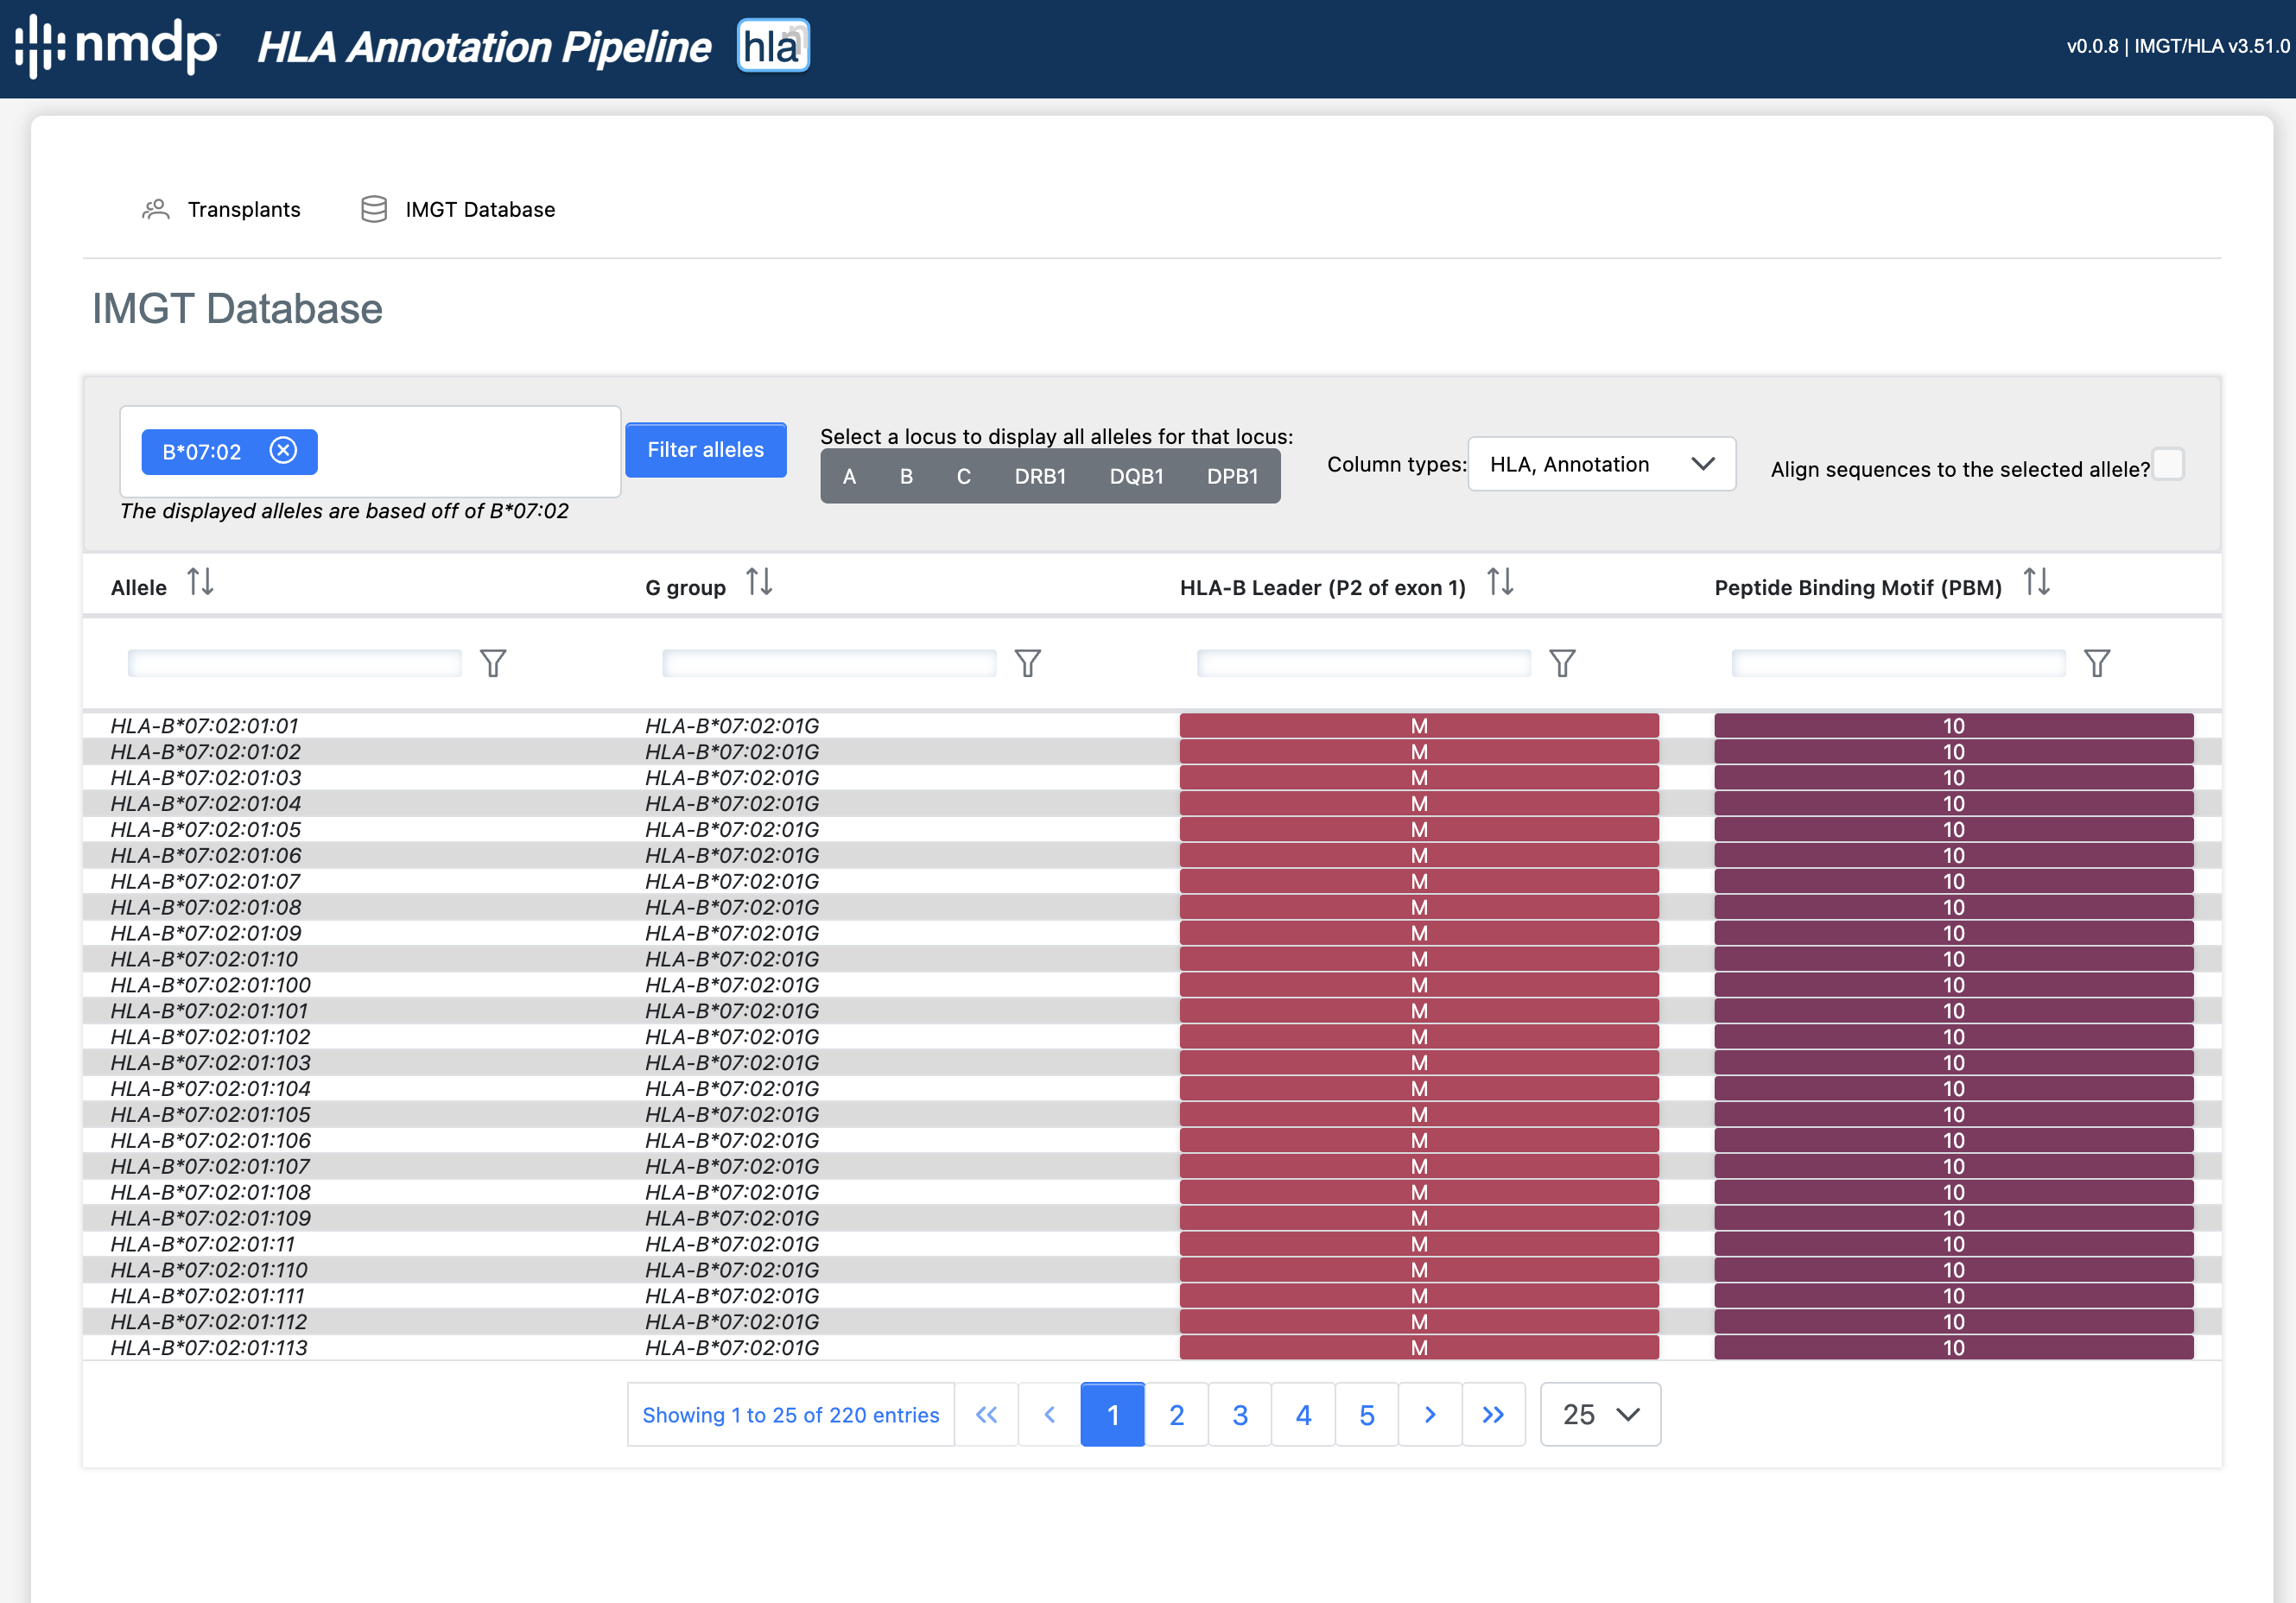 nmdp HLA Annotation Pipeline hla v0.0.8 | IMGT/HLA v3.51.0
Transplants IMGT Database
IMGT Database
B*07:02 Filter alleles
The displayed alleles are based off of B*07:02
Select a locus to display all alleles for that locus:
A B C DRB1 DQB1 DPB1
Column types: HLA, Annotation
Align sequences to the selected allele?
Allele G group HLA-B Leader (P2 of exon 1) Peptide Binding Motif (PBM)
HLA-B*07:02:01:01 HLA-B*07:02:01G M 10
HLA-B*07:02:01:02 HLA-B*07:02:01G M 10
HLA-B*07:02:01:03 HLA-B*07:02:01G M 10
HLA-B*07:02:01:04 HLA-B*07:02:01G M 10
HLA-B*07:02:01:05 HLA-B*07:02:01G M 10
HLA-B*07:02:01:06 HLA-B*07:02:01G M 10
HLA-B*07:02:01:07 HLA-B*07:02:01G M 10
HLA-B*07:02:01:08 HLA-B*07:02:01G M 10
HLA-B*07:02:01:09 HLA-B*07:02:01G M 10
HLA-B*07:02:01:10 HLA-B*07:02:01G M 10
HLA-B*07:02:01:100 HLA-B*07:02:01G M 10
HLA-B*07:02:01:101 HLA-B*07:02:01G M 10
HLA-B*07:02:01:102 HLA-B*07:02:01G M 10
HLA-B*07:02:01:103 HLA-B*07:02:01G M 10
HLA-B*07:02:01:104 HLA-B*07:02:01G M 10
HLA-B*07:02:01:105 HLA-B*07:02:01G M 10
HLA-B*07:02:01:106 HLA-B*07:02:01G M 10
HLA-B*07:02:01:107 HLA-B*07:02:01G M 10
HLA-B*07:02:01:108 HLA-B*07:02:01G M 10
HLA-B*07:02:01:109 HLA-B*07:02:01G M 10
HLA-B*07:02:01:11 HLA-B*07:02:01G M 10
HLA-B*07:02:01:110 HLA-B*07:02:01G M 10
HLA-B*07:02:01:111 HLA-B*07:02:01G M 10
HLA-B*07:02:01:112 HLA-B*07:02:01G M 10
HLA-B*07:02:01:113 HLA-B*07:02:01G M 10
Showing 1 to 25 of 220 entries 1 2 3 4 5 25